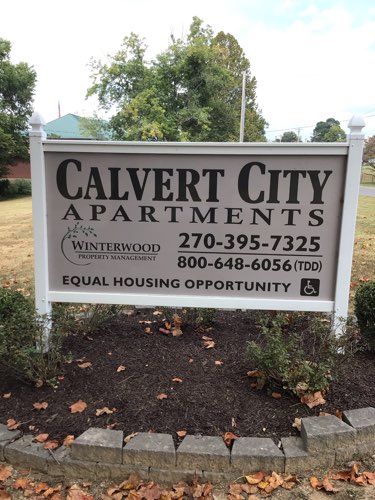 CALVERT CITY
APARTMENTS
WINTERWOOD
PROPERTY MANAGEMENT
270-395-7325
800-648-6056 (TDD)
EQUAL HOUSING OPPORTUNITY